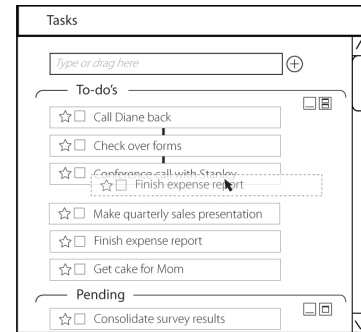 Tasks
Type or drag here
To-do's
Call Diane back
Check over forms
Conference call with Stanley
Finish expense report
Make quarterly sales presentation
Finish expense report
Get cake for Mom
Pending
Consolidate survey results